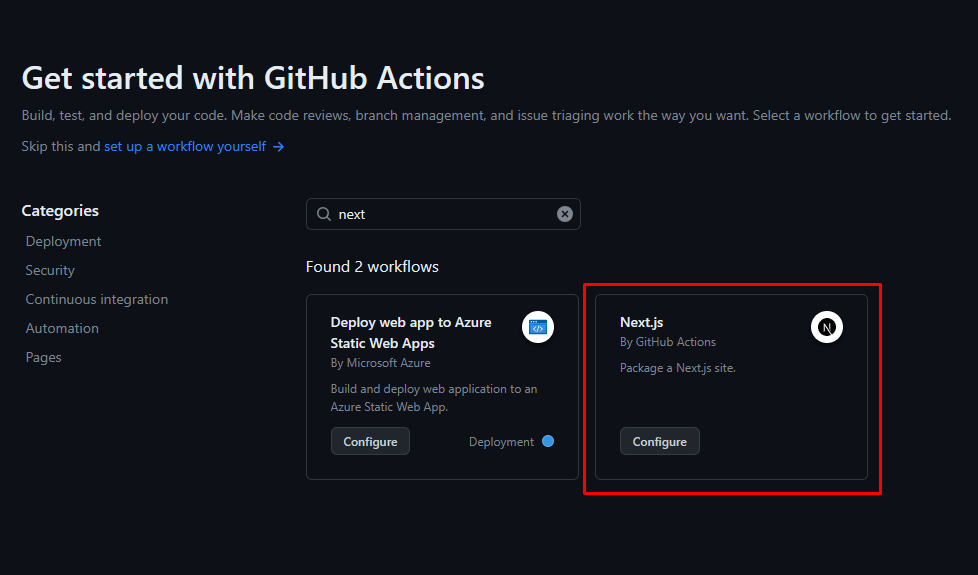 Get started with GitHub Actions
Build, test, and deploy your code. Make code reviews, branch management, and issue triaging work the way you want. Select a workflow to get started.
Skip this and set up a workflow yourself →
Categories
Deployment
Security
Continuous integration
Automation
Pages
next
Found 2 workflows
Deploy web app to Azure
Static Web Apps
By Microsoft Azure
Build and deploy web application to an
Azure Static Web App.
Configure
Deployment
Next.js
By GitHub Actions
Package a Next.js site.
Configure
N